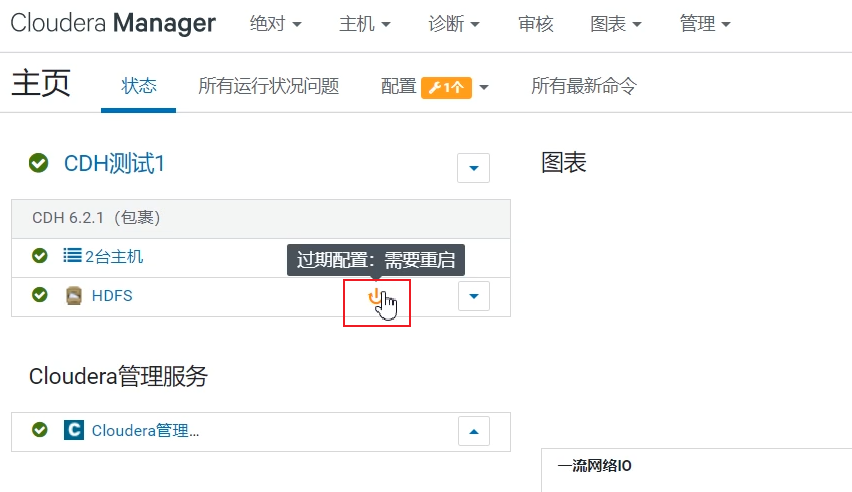 Cloudera Manager 绝对 主机 诊断 审核 图表 管理
主页 状态 所有运行状况问题 配置 1个 所有最新命令
CDH测试1
图表
CDH 6.2.1（包裹）
2台主机
过期配置：需要重启
HDFS
Cloudera管理服务
C Cloudera管理...
一流网络IO